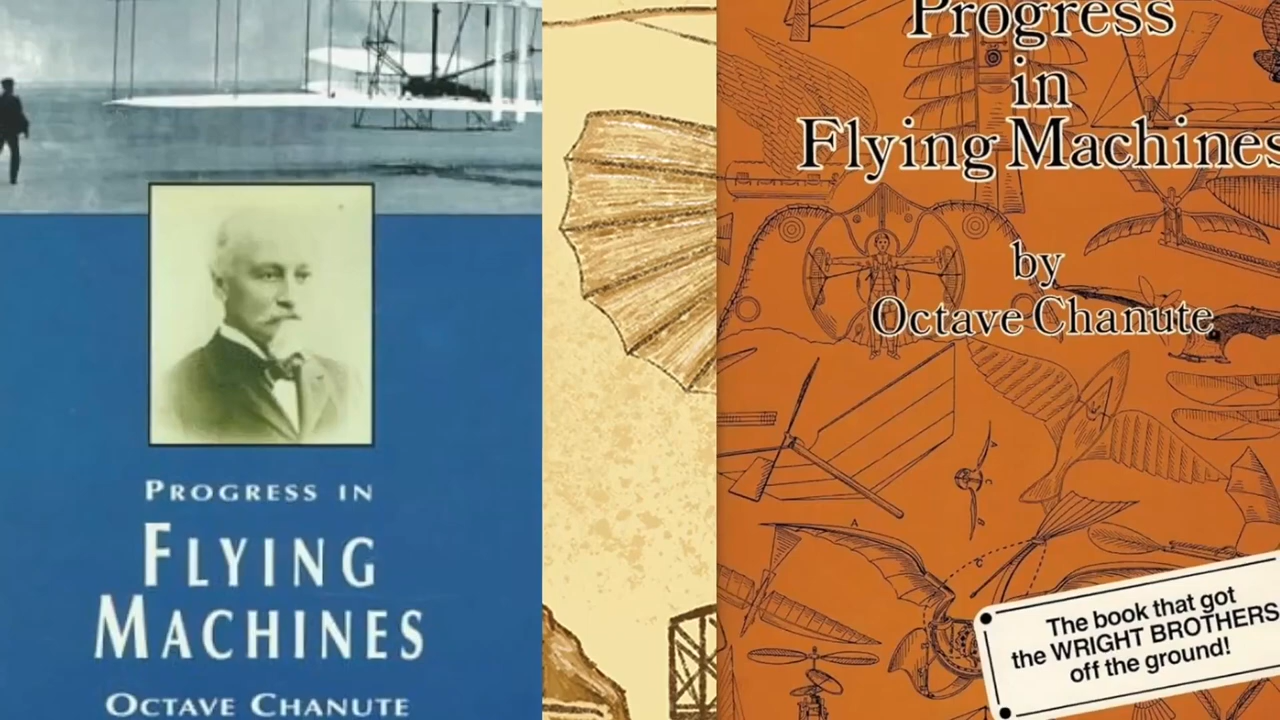 PROGRESS IN
FLYING
MACHINES
OCTAVE CHANUTE
Progress
in
Flying Machines
by
Octave Chanute
A
A
C
The book that got
the WRIGHT BROTHERS
off the ground!